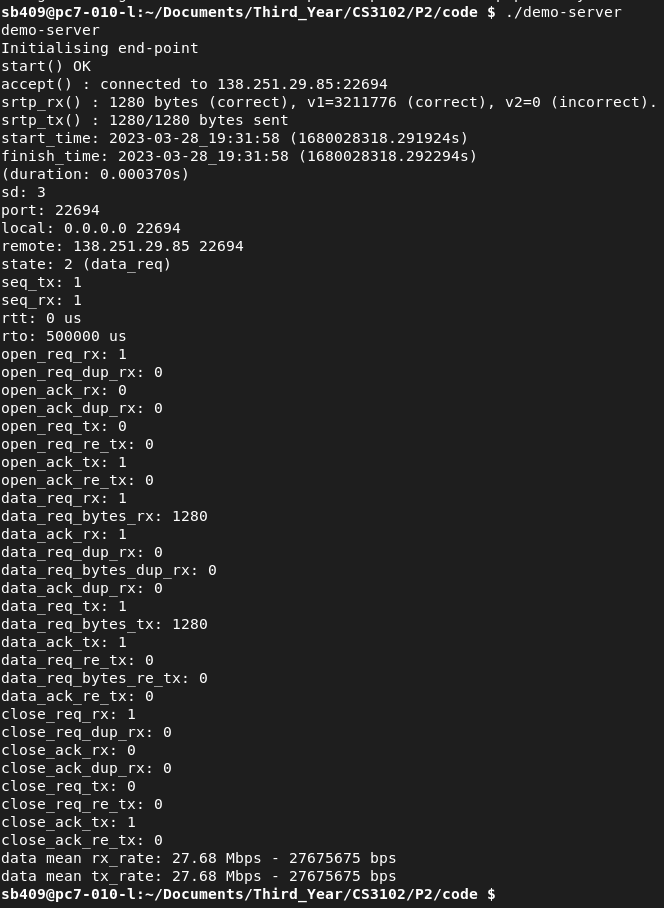 sb409@pc7-010-l:~/Documents/Third_Year/CS3102/P2/code $ ./demo-server
demo-server
Initialising end-point
start() OK
accept() : connected to 138.251.29.85:22694
srtp_rx() : 1280 bytes (correct), v1=3211776 (correct), v2=0 (incorrect).
srtp_tx() : 1280/1280 bytes sent
start_time: 2023-03-28_19:31:58 (1680028318.291924s)
finish_time: 2023-03-28_19:31:58 (1680028318.292294s)
(duration: 0.000370s)
sd: 3
port: 22694
local: 0.0.0.0 22694
remote: 138.251.29.85 22694
state: 2 (data_req)
seq_tx: 1
seq_rx: 1
rtt: 0 us
rto: 500000 us
open_req_rx: 1
open_req_dup_rx: 0
open_ack_rx: 0
open_ack_dup_rx: 0
open_req_tx: 0
open_req_re_tx: 0
open_ack_tx: 1
open_ack_re_tx: 0
data_req_rx: 1
data_req_bytes_rx: 1280
data_ack_rx: 1
data_req_dup_rx: 0
data_req_bytes_dup_rx: 0
data_ack_dup_rx: 0
data_req_tx: 1
data_req_bytes_tx: 1280
data_ack_tx: 1
data_req_re_tx: 0
data_req_bytes_re_tx: 0
data_ack_re_tx: 0
close_req_rx: 1
close_req_dup_rx: 0
close_ack_rx: 0
close_ack_dup_rx: 0
close_req_tx: 0
close_req_re_tx: 0
close_ack_tx: 1
close_ack_re_tx: 0
data mean rx_rate: 27.68 Mbps - 27675675 bps
data mean tx_rate: 27.68 Mbps - 27675675 bps
sb409@pc7-010-l:~/Documents/Third_Year/CS3102/P2/code $